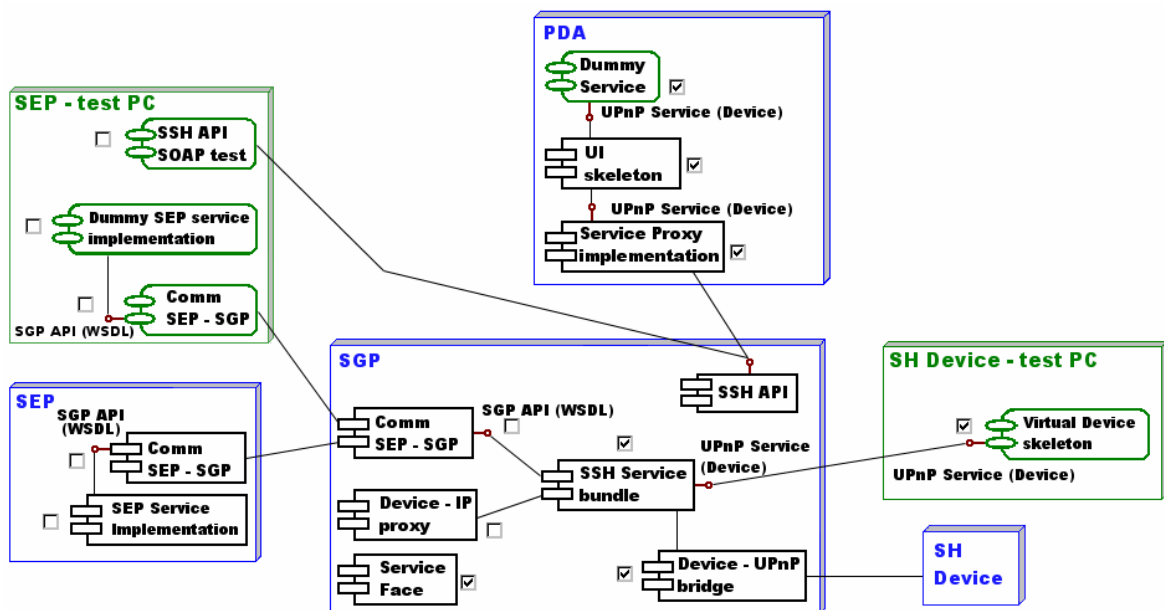 PDA
Dummy
Service
UPnP Service (Device)
UI
skeleton
UPnP Service (Device)
Service Proxy
implementation
SEP - test PC
SSH API
SOAP test
Dummy SEP service
implementation
Comm
SEP - SGP
SGP API (WSDL)
SEP
SGP API
(WSDL)
Comm
SEP - SGP
SEP Service
Implementation
SGP
SSH API
Comm
SEP - SGP
SGP API (WSDL)
UPnP Service
(Device)
SSH Service
bundle
Device - IP
proxy
Service
Face
Device - UPnP
bridge
SH Device - test PC
Virtual Device
skeleton
UPnP Service (Device)
SH
Device